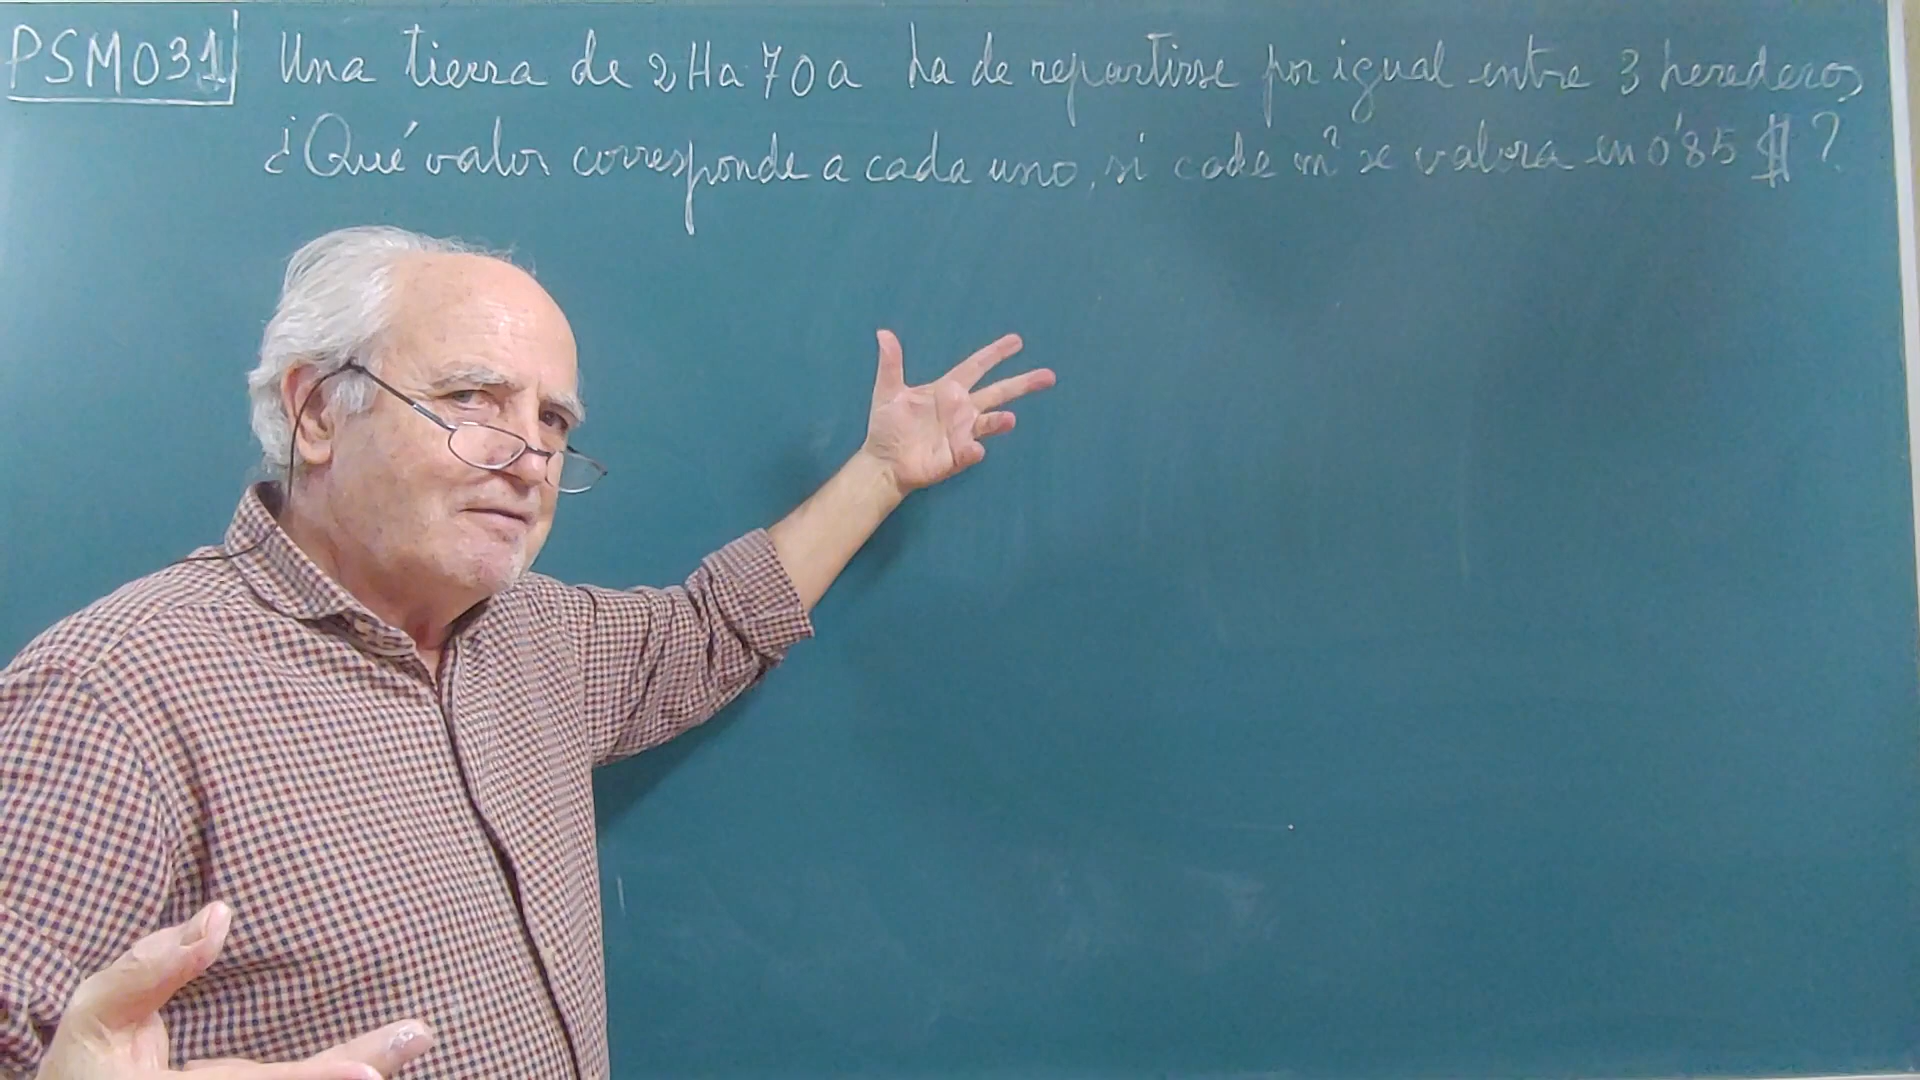 PSM031 Una tierra de 2 Ha 70 a ha de repartirse por igual entre 3 herederos,
¿Qué valor corresponde a cada uno, si cada m² se valora en 0'85 $?